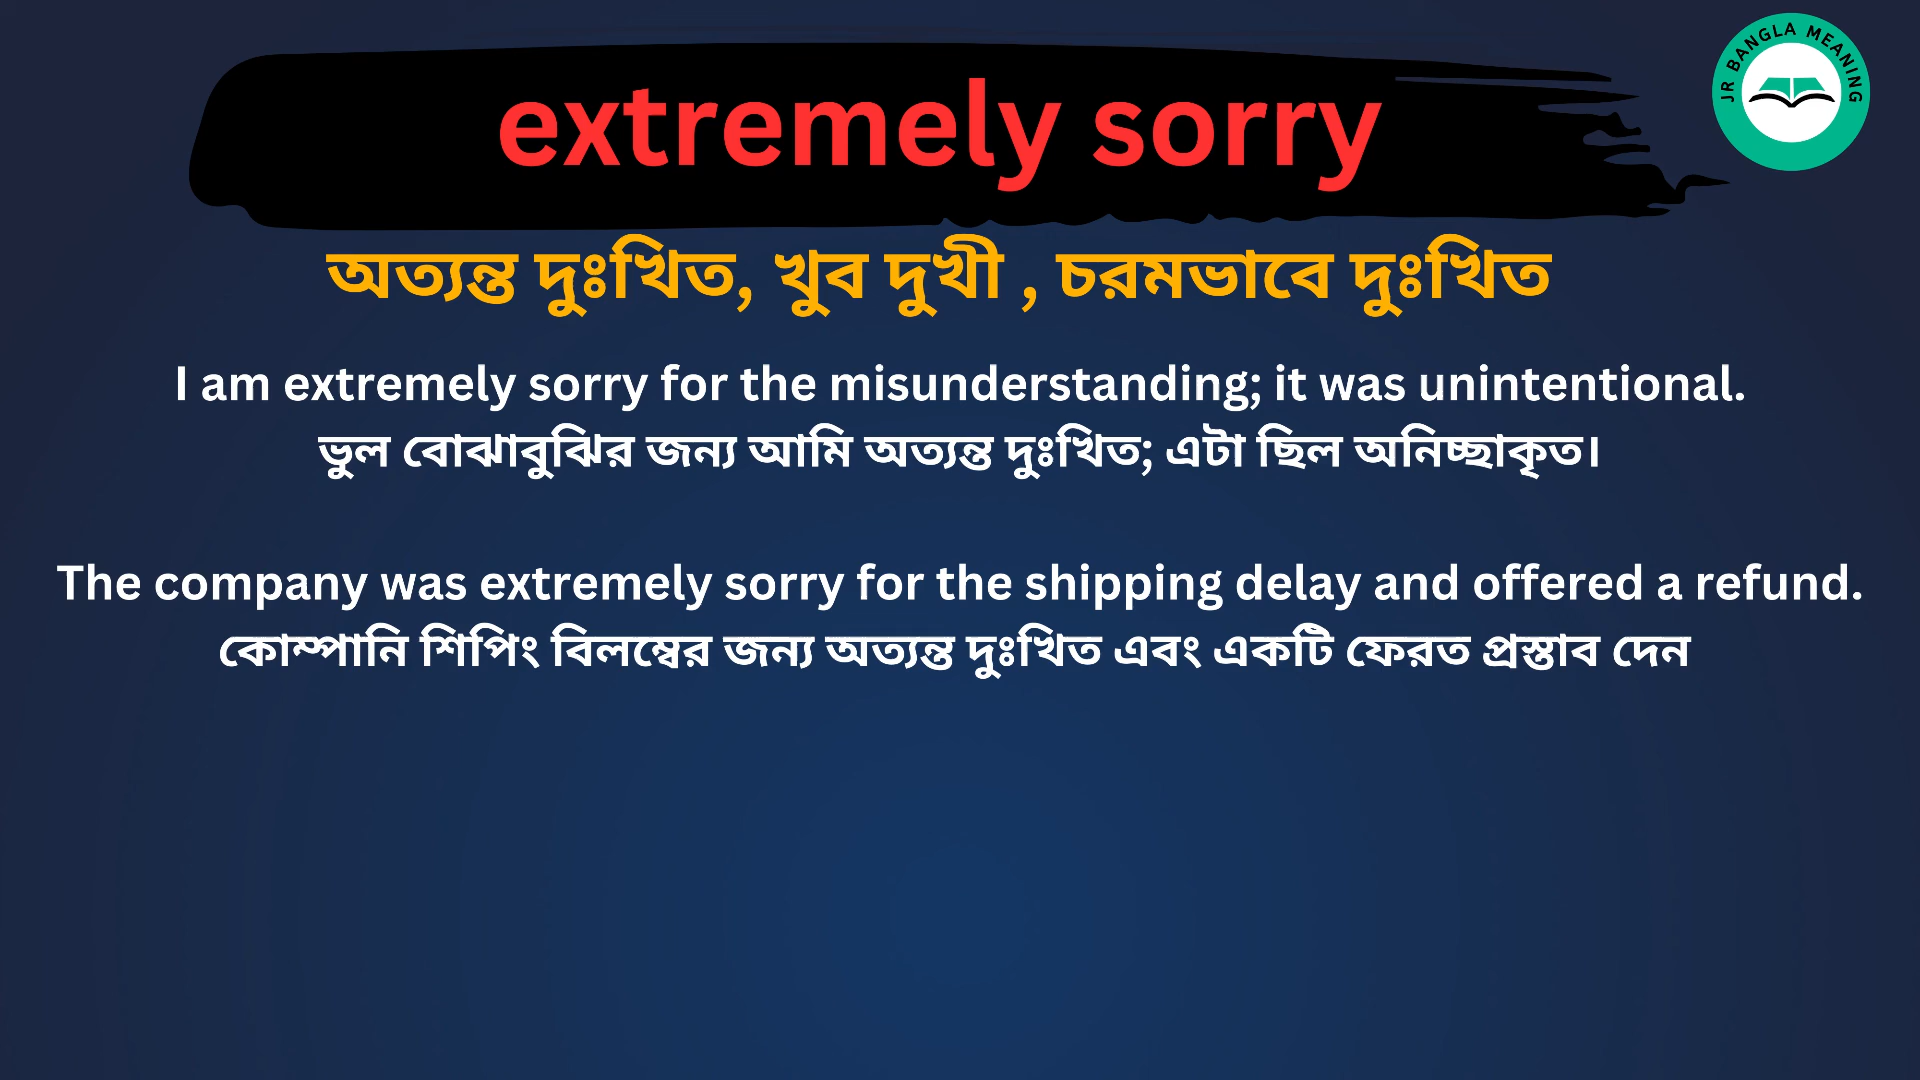 JR BANGLA MEANING
extremely sorry
অত্যন্ত দুঃখিত, খুব দুখী , চরমভাবে দুঃখিত
I am extremely sorry for the misunderstanding; it was unintentional.
ভুল বোঝাবুঝির জন্য আমি অত্যন্ত দুঃখিত; এটা ছিল অনিচ্ছাকৃত।
The company was extremely sorry for the shipping delay and offered a refund.
কোম্পানি শিপিং বিলম্বের জন্য অত্যন্ত দুঃখিত এবং একটি ফেরত প্রস্তাব দেন